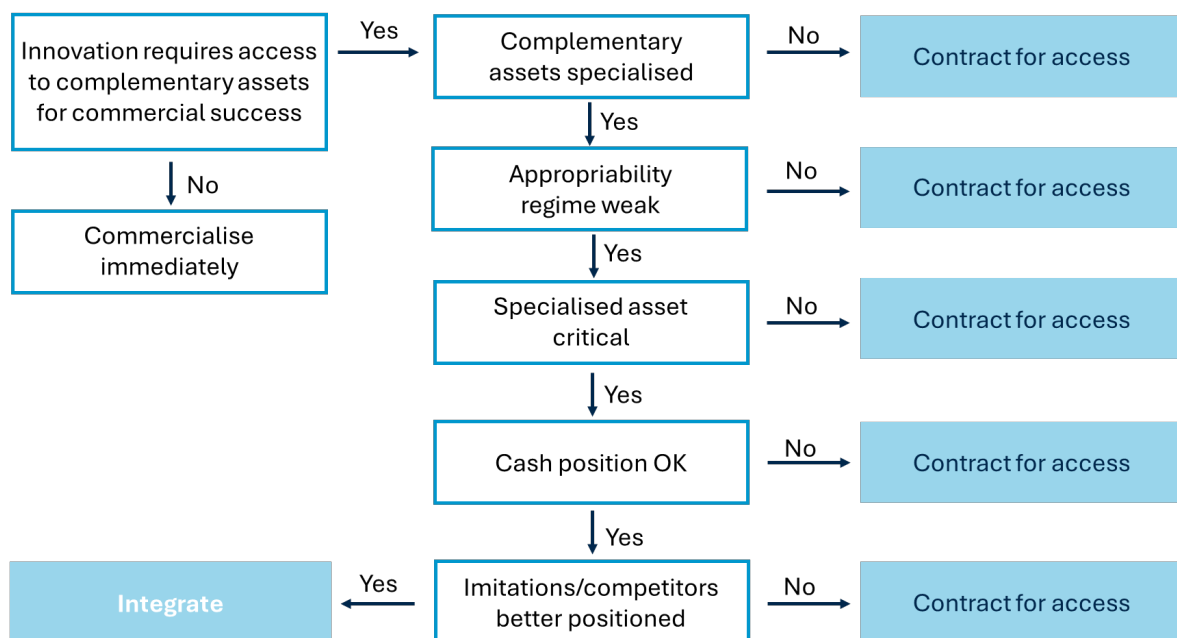 Innovation requires access
to complementary assets
for commercial success
Yes
Complementary
assets specialised
No
Contract for access
No
Yes
Commercialise
immediately
Appropriability
regime weak
No
Contract for access
Yes
Specialised asset
critical
No
Contract for access
Yes
Cash position OK
No
Contract for access
Yes
Integrate
Yes
Imitations/competitors
better positioned
No
Contract for access